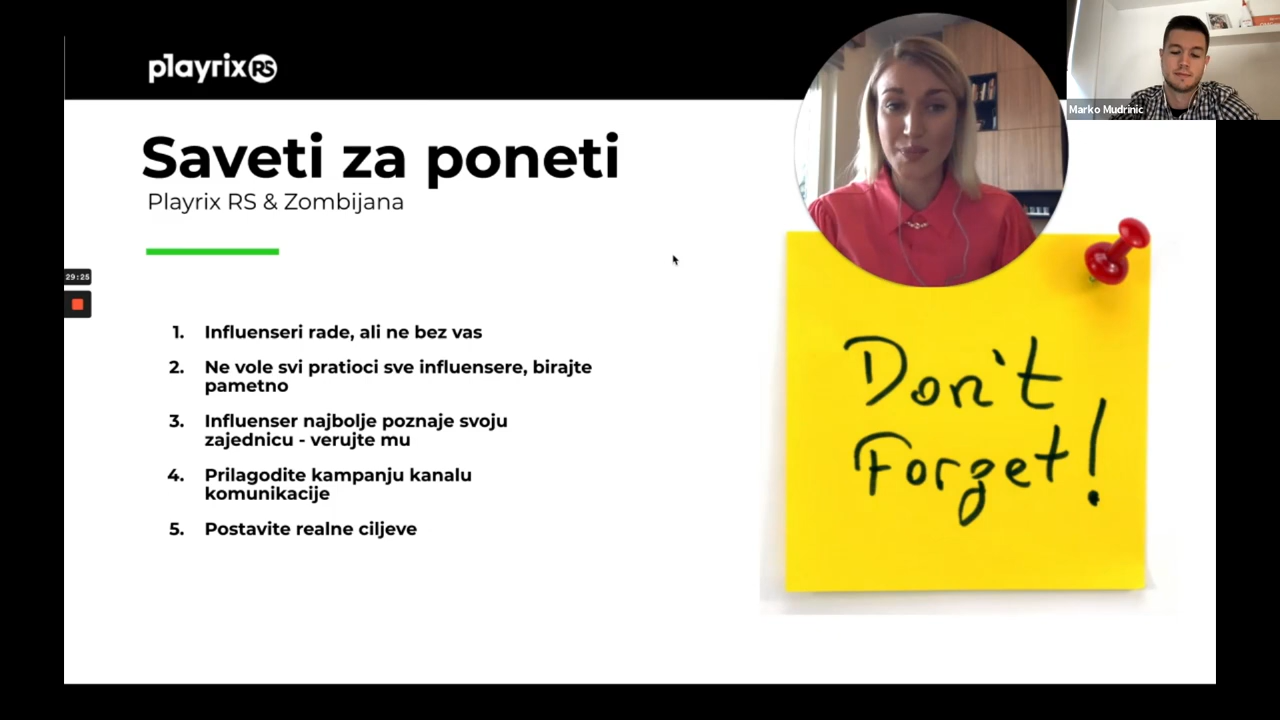 playrix RS
Marko Mudrinic
Saveti za poneti
Playrix RS & Zombijana
29:25
1. Influenseri rade, ali ne bez vas
2. Ne vole svi pratioci sve influensere, birajte
pametno
3. Influenser najbolje poznaje svoju
zajednicu - verujte mu
4. Prilagodite kampanju kanalu
komunikacije
5. Postavite realne ciljeve
Don't
Forget!